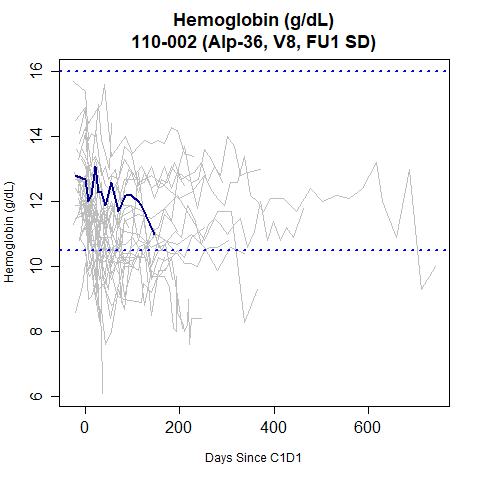 Hemoglobin (g/dL)
110-002 (Alp-36, V8, FU1 SD)
16
14
12
10
8
6
Hemoglobin (g/dL)
0 200 400 600
Days Since C1D1